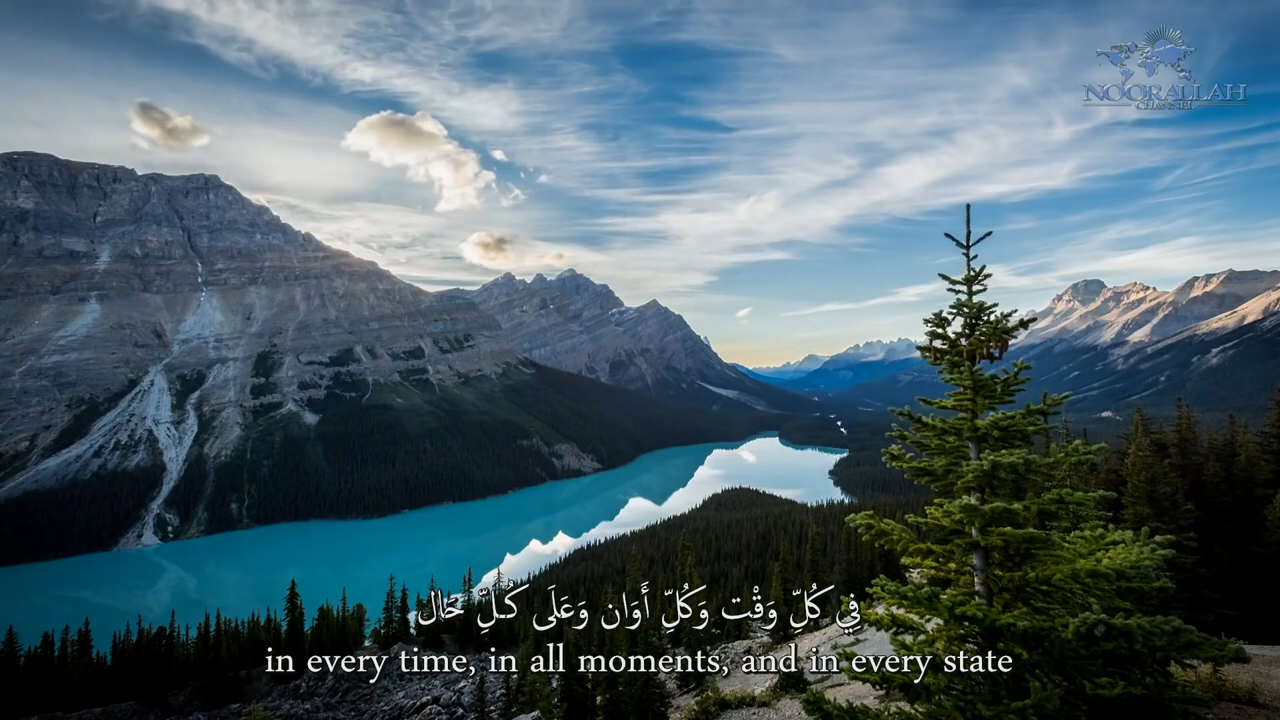 NOORALLAH
CHANNEL
فِي كُلِّ وَقْت وَكُلِّ أَوَان وَعَلَى كُلِّ حَال
in every time, in all moments, and in every state